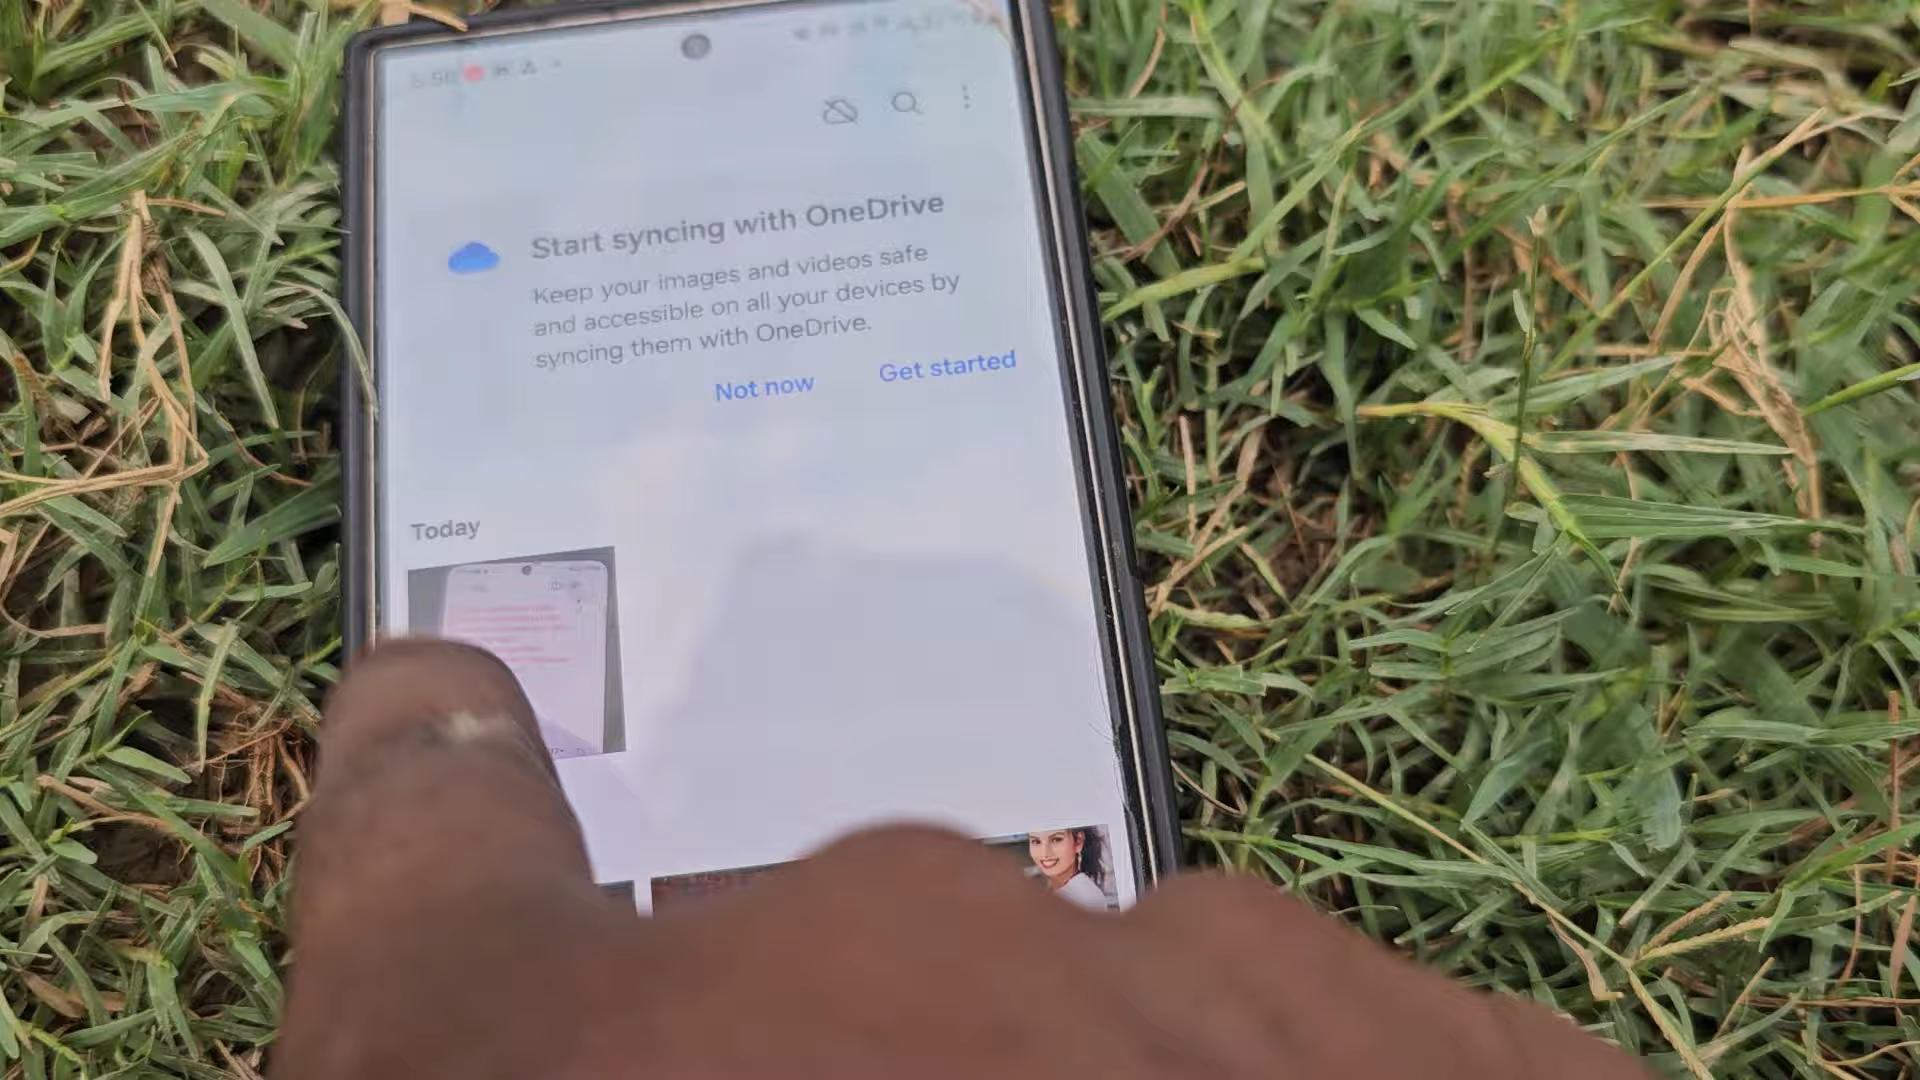 Start syncing with OneDrive
Keep your images and videos safe
and accessible on all your devices by
syncing them with OneDrive.
Not now
Get started
Today